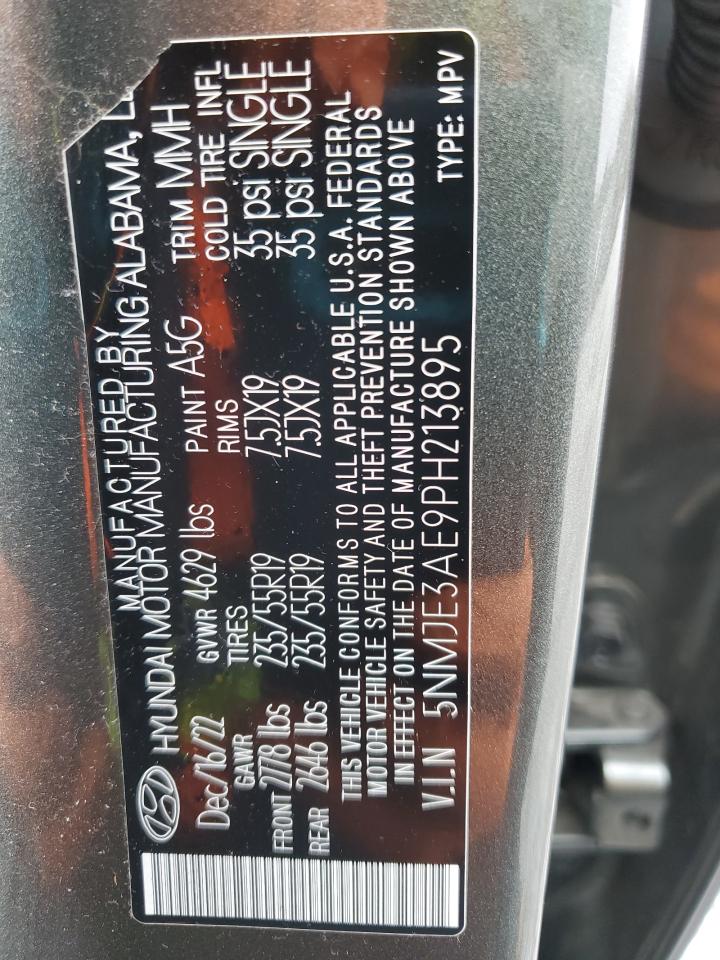 MANUFACTURED BY
HYUNDAI MOTOR MANUFACTURING ALABAMA,
Dec/16/22 GVWR 4629 lbs PAINT A5G TRIM MMH
GAWR TIRES RIMS COLD TIRE INFL
FRONT 2778 lbs 235/55R19 7.5JX19 35 psi SINGLE
REAR 2646 lbs 235/55R19 7.5JX19 35 psi SINGLE
THIS VEHICLE CONFORMS TO ALL APPLICABLE U.S.A. FEDERAL
MOTOR VEHICLE SAFETY AND THEFT PREVENTION STANDARDS
IN EFFECT ON THE DATE OF MANUFACTURE SHOWN ABOVE
V.I.N 5NMJE3AE9PH213895 TYPE: MPV